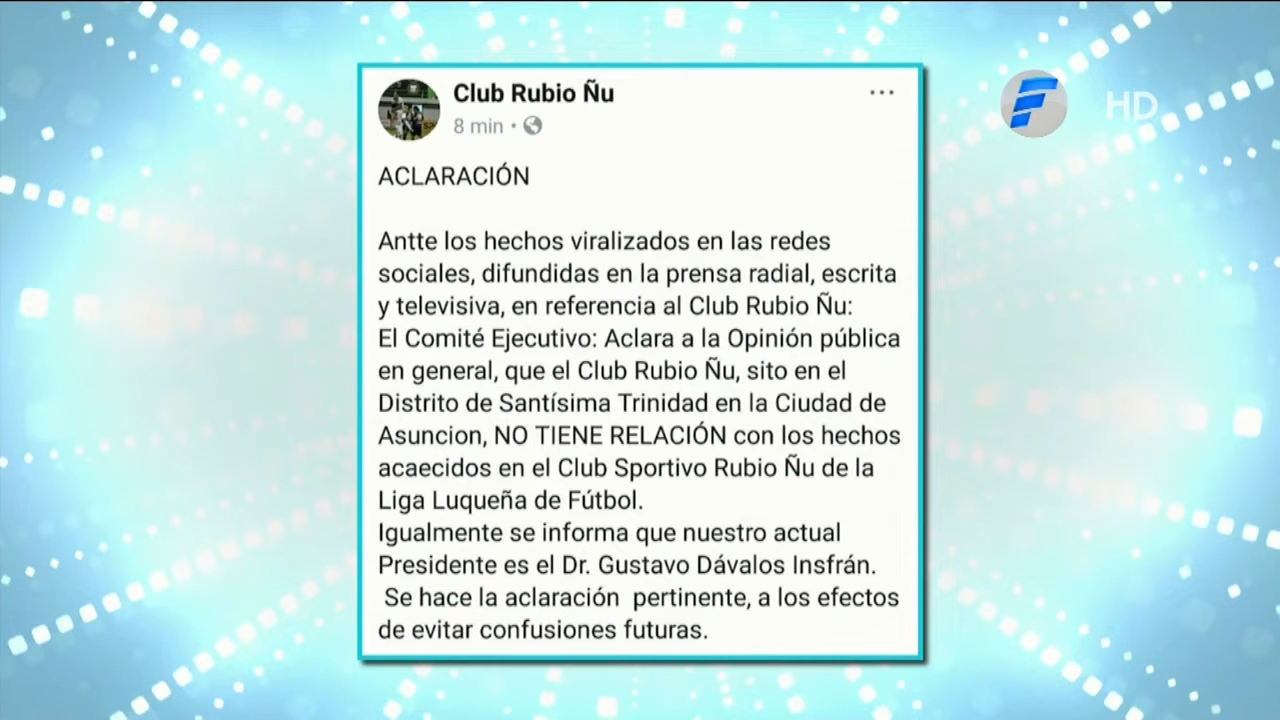 Club Rubio Ñu
8 min
HD
ACLARACIÓN
Antte los hechos viralizados en las redes
sociales, difundidas en la prensa radial, escrita
y televisiva, en referencia al Club Rubio Ñu:
El Comité Ejecutivo: Aclara a la Opinión pública
en general, que el Club Rubio Ñu, sito en el
Distrito de Santísima Trinidad en la Ciudad de
Asuncion, NO TIENE RELACIÓN con los hechos
acaecidos en el Club Sportivo Rubio Ñu de la
Liga Luqueña de Fútbol.
Igualmente se informa que nuestro actual
Presidente es el Dr. Gustavo Dávalos Insfrán.
Se hace la aclaración  pertinente, a los efectos
de evitar confusiones futuras.